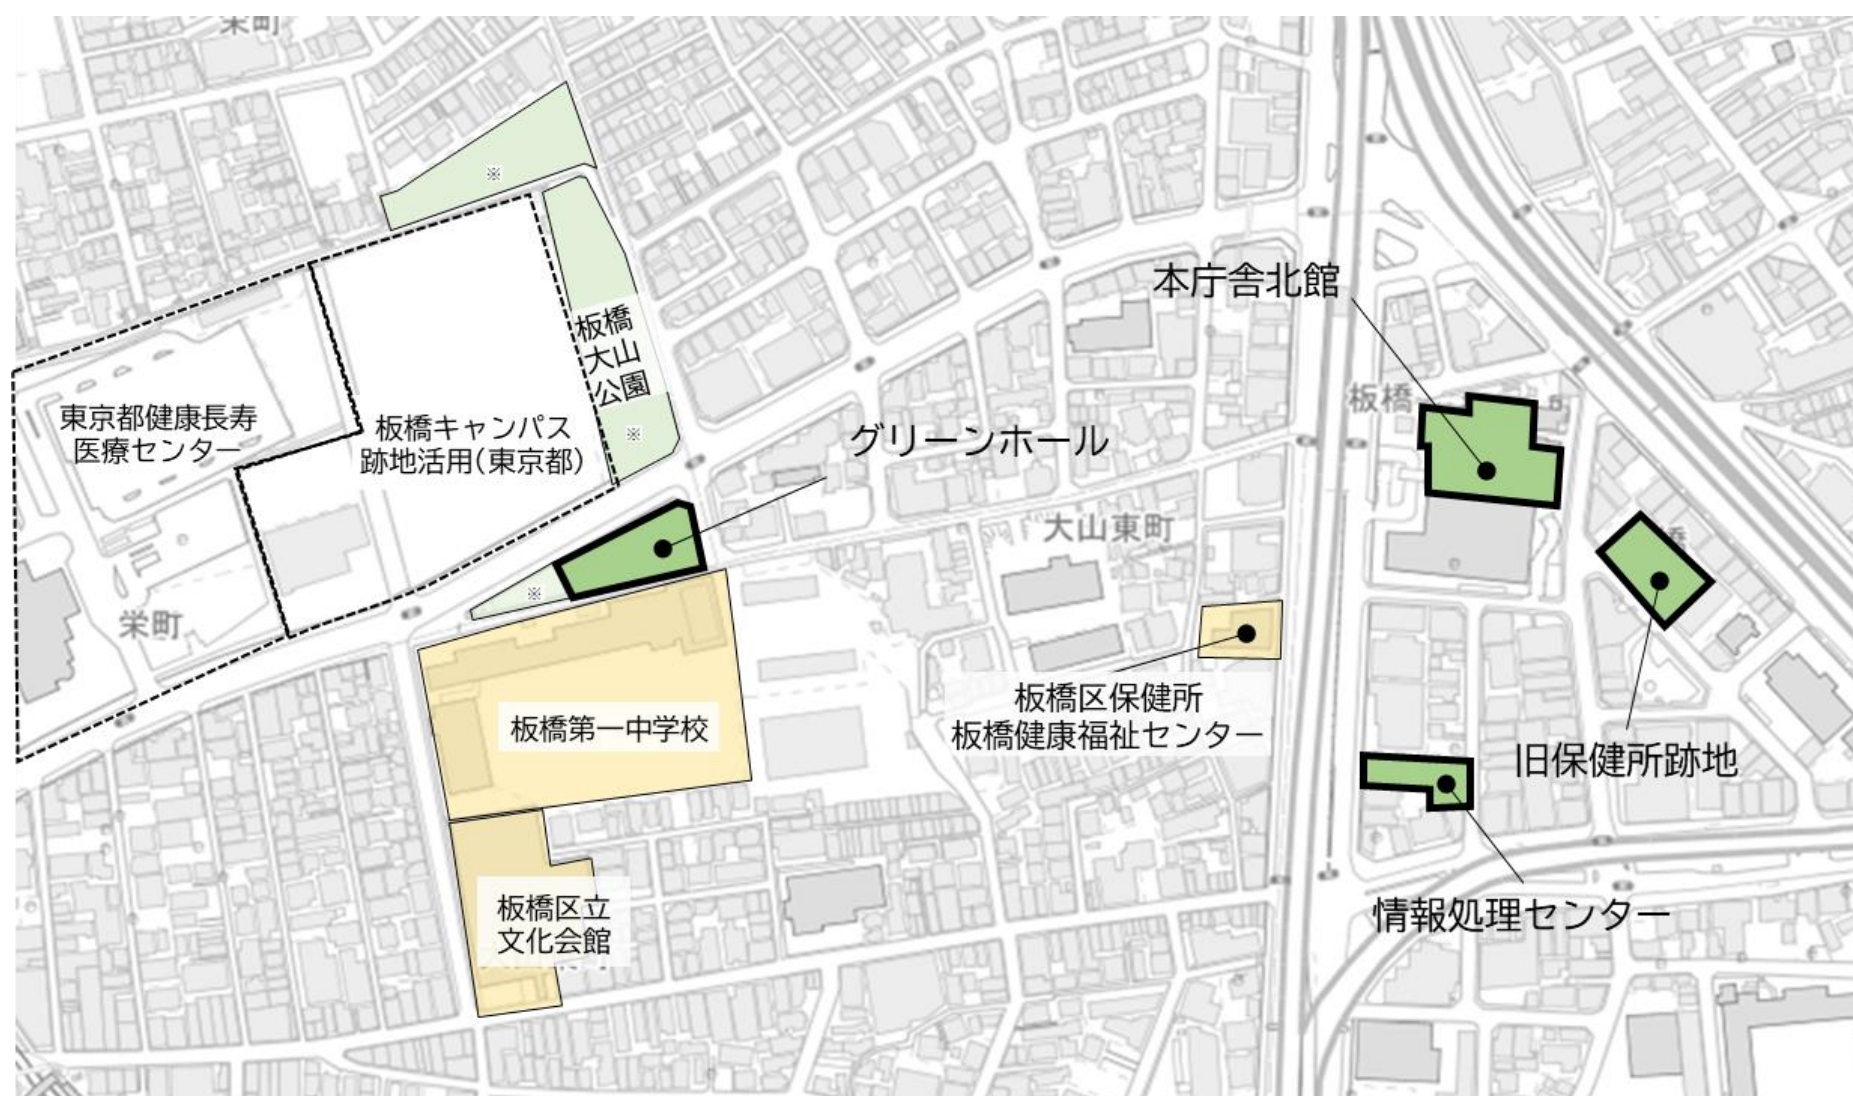 栄町
※
本庁舎北館
板橋
大山
公園
板橋
東京都健康長寿
医療センター
板橋キャンパス
跡地活用(東京都)
※
グリーンホール
大山東町
橋
※
栄町
板橋第一中学校
板橋区保健所
板橋健康福祉センター
旧保健所跡地
板橋区立
文化会館
情報処理センター